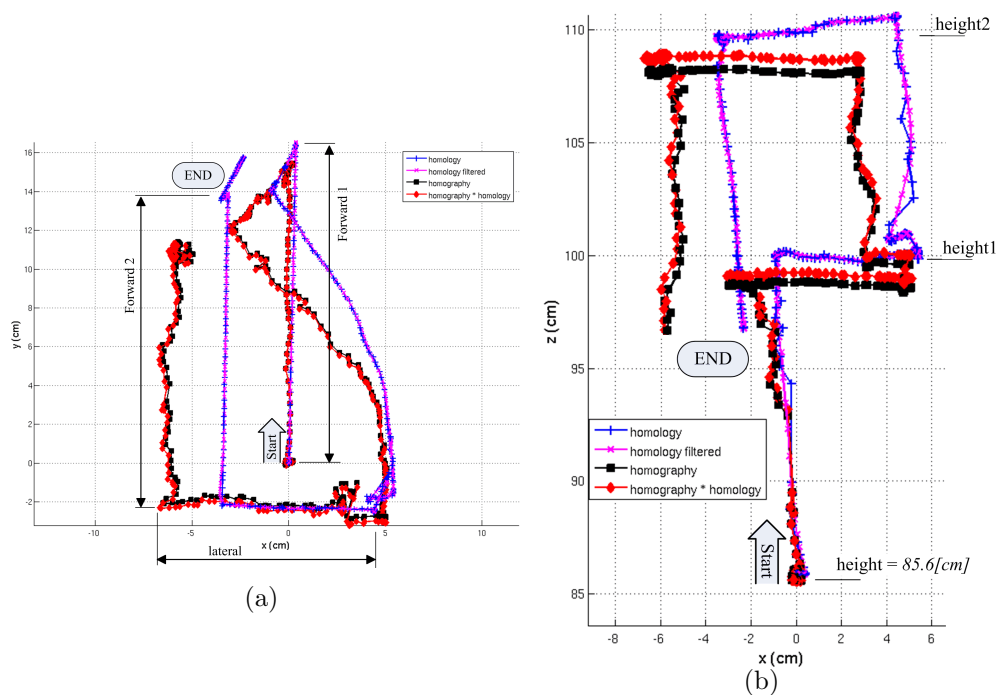 16
14
12
10
8
6
4
2
0
-2
y (cm)
-10
-5
0
5
10
x (cm)
END
Forward 2
Forward 1
Start
lateral
homology
homology filtered
homography
homography * homology
(a)
110
105
100
95
90
85
z (cm)
-8
-6
-4
-2
0
2
4
6
x (cm)
height2
height1
END
homology
homology filtered
homography
homography * homology
Start
height = 85.6[cm]
(b)